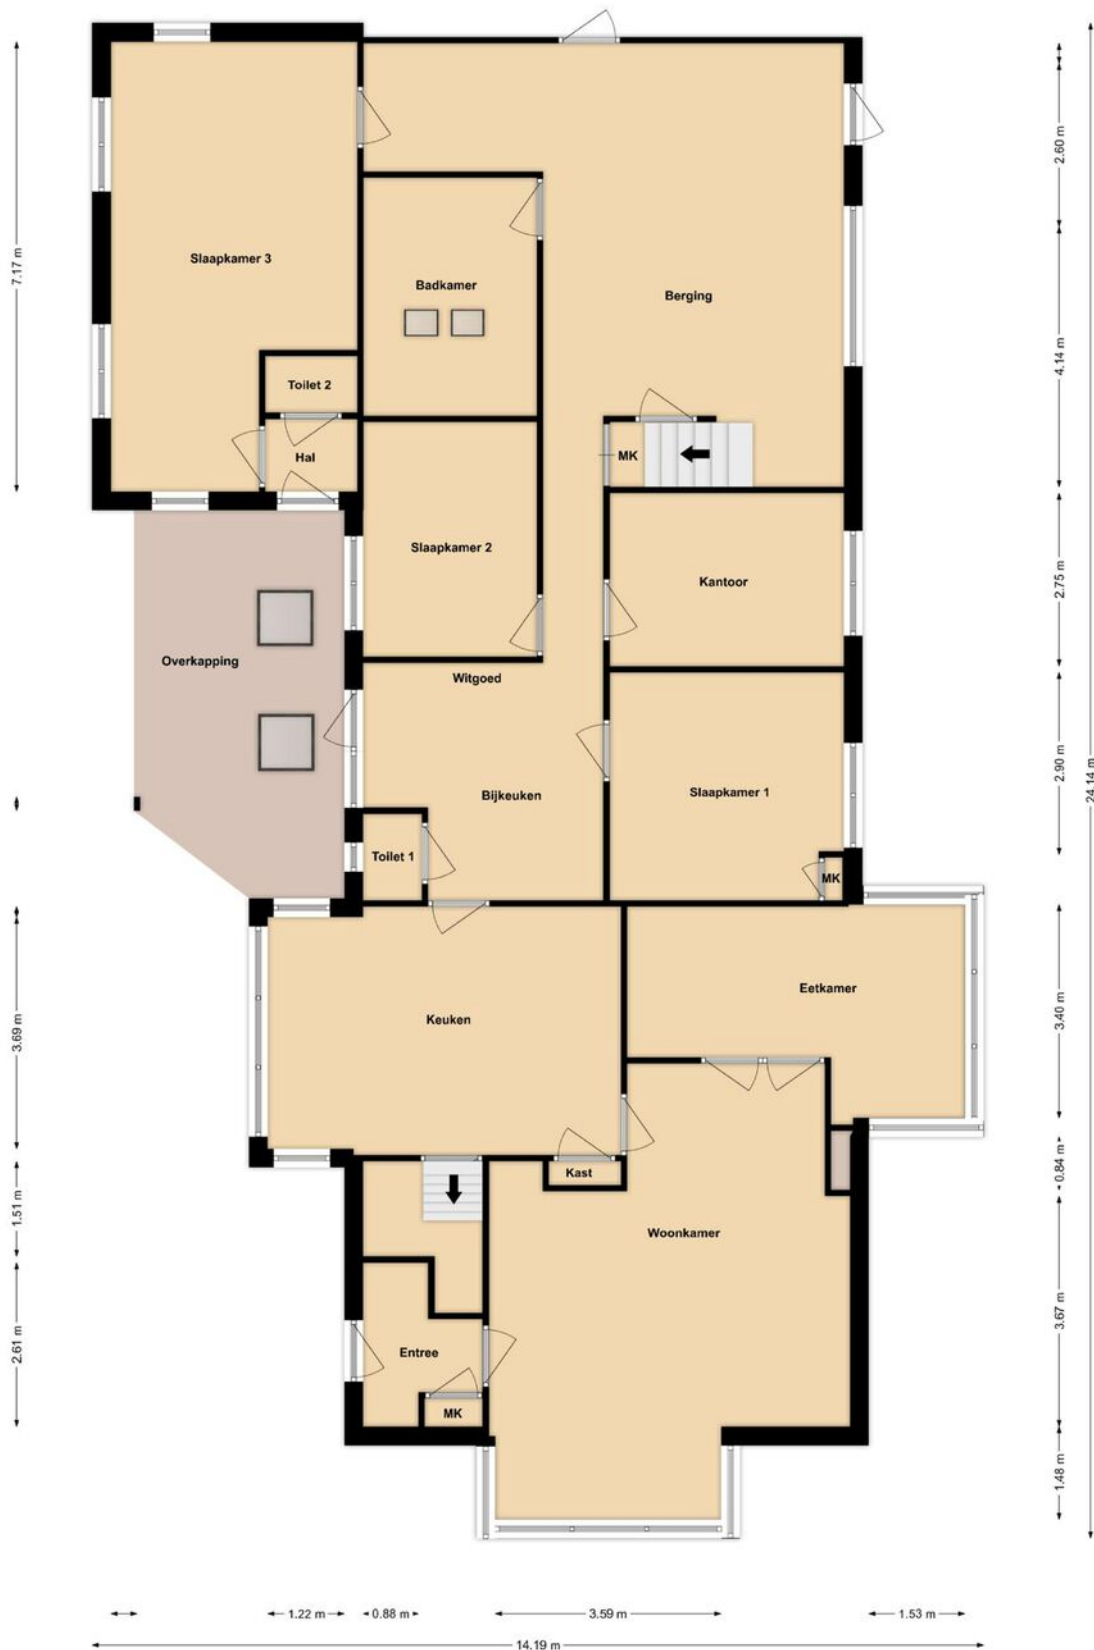 7.17 m
2.60 m
Slaapkamer 3
Badkamer
Berging
4.14 m
Toilet 2
Hal
MK
Slaapkamer 2
Kantoor
2.75 m
Overkapping
Witgoed
2.90 m
24.14 m
Bijkeuken
Slaapkamer 1
Toilet 1
MK
Eetkamer
3.40 m
3.69 m
Keuken
0.84 m
Kast
1.51 m
Woonkamer
3.67 m
2.61 m
Entree
MK
1.48 m
1.22 m
0.88 m
3.59 m
1.53 m
14.19 m